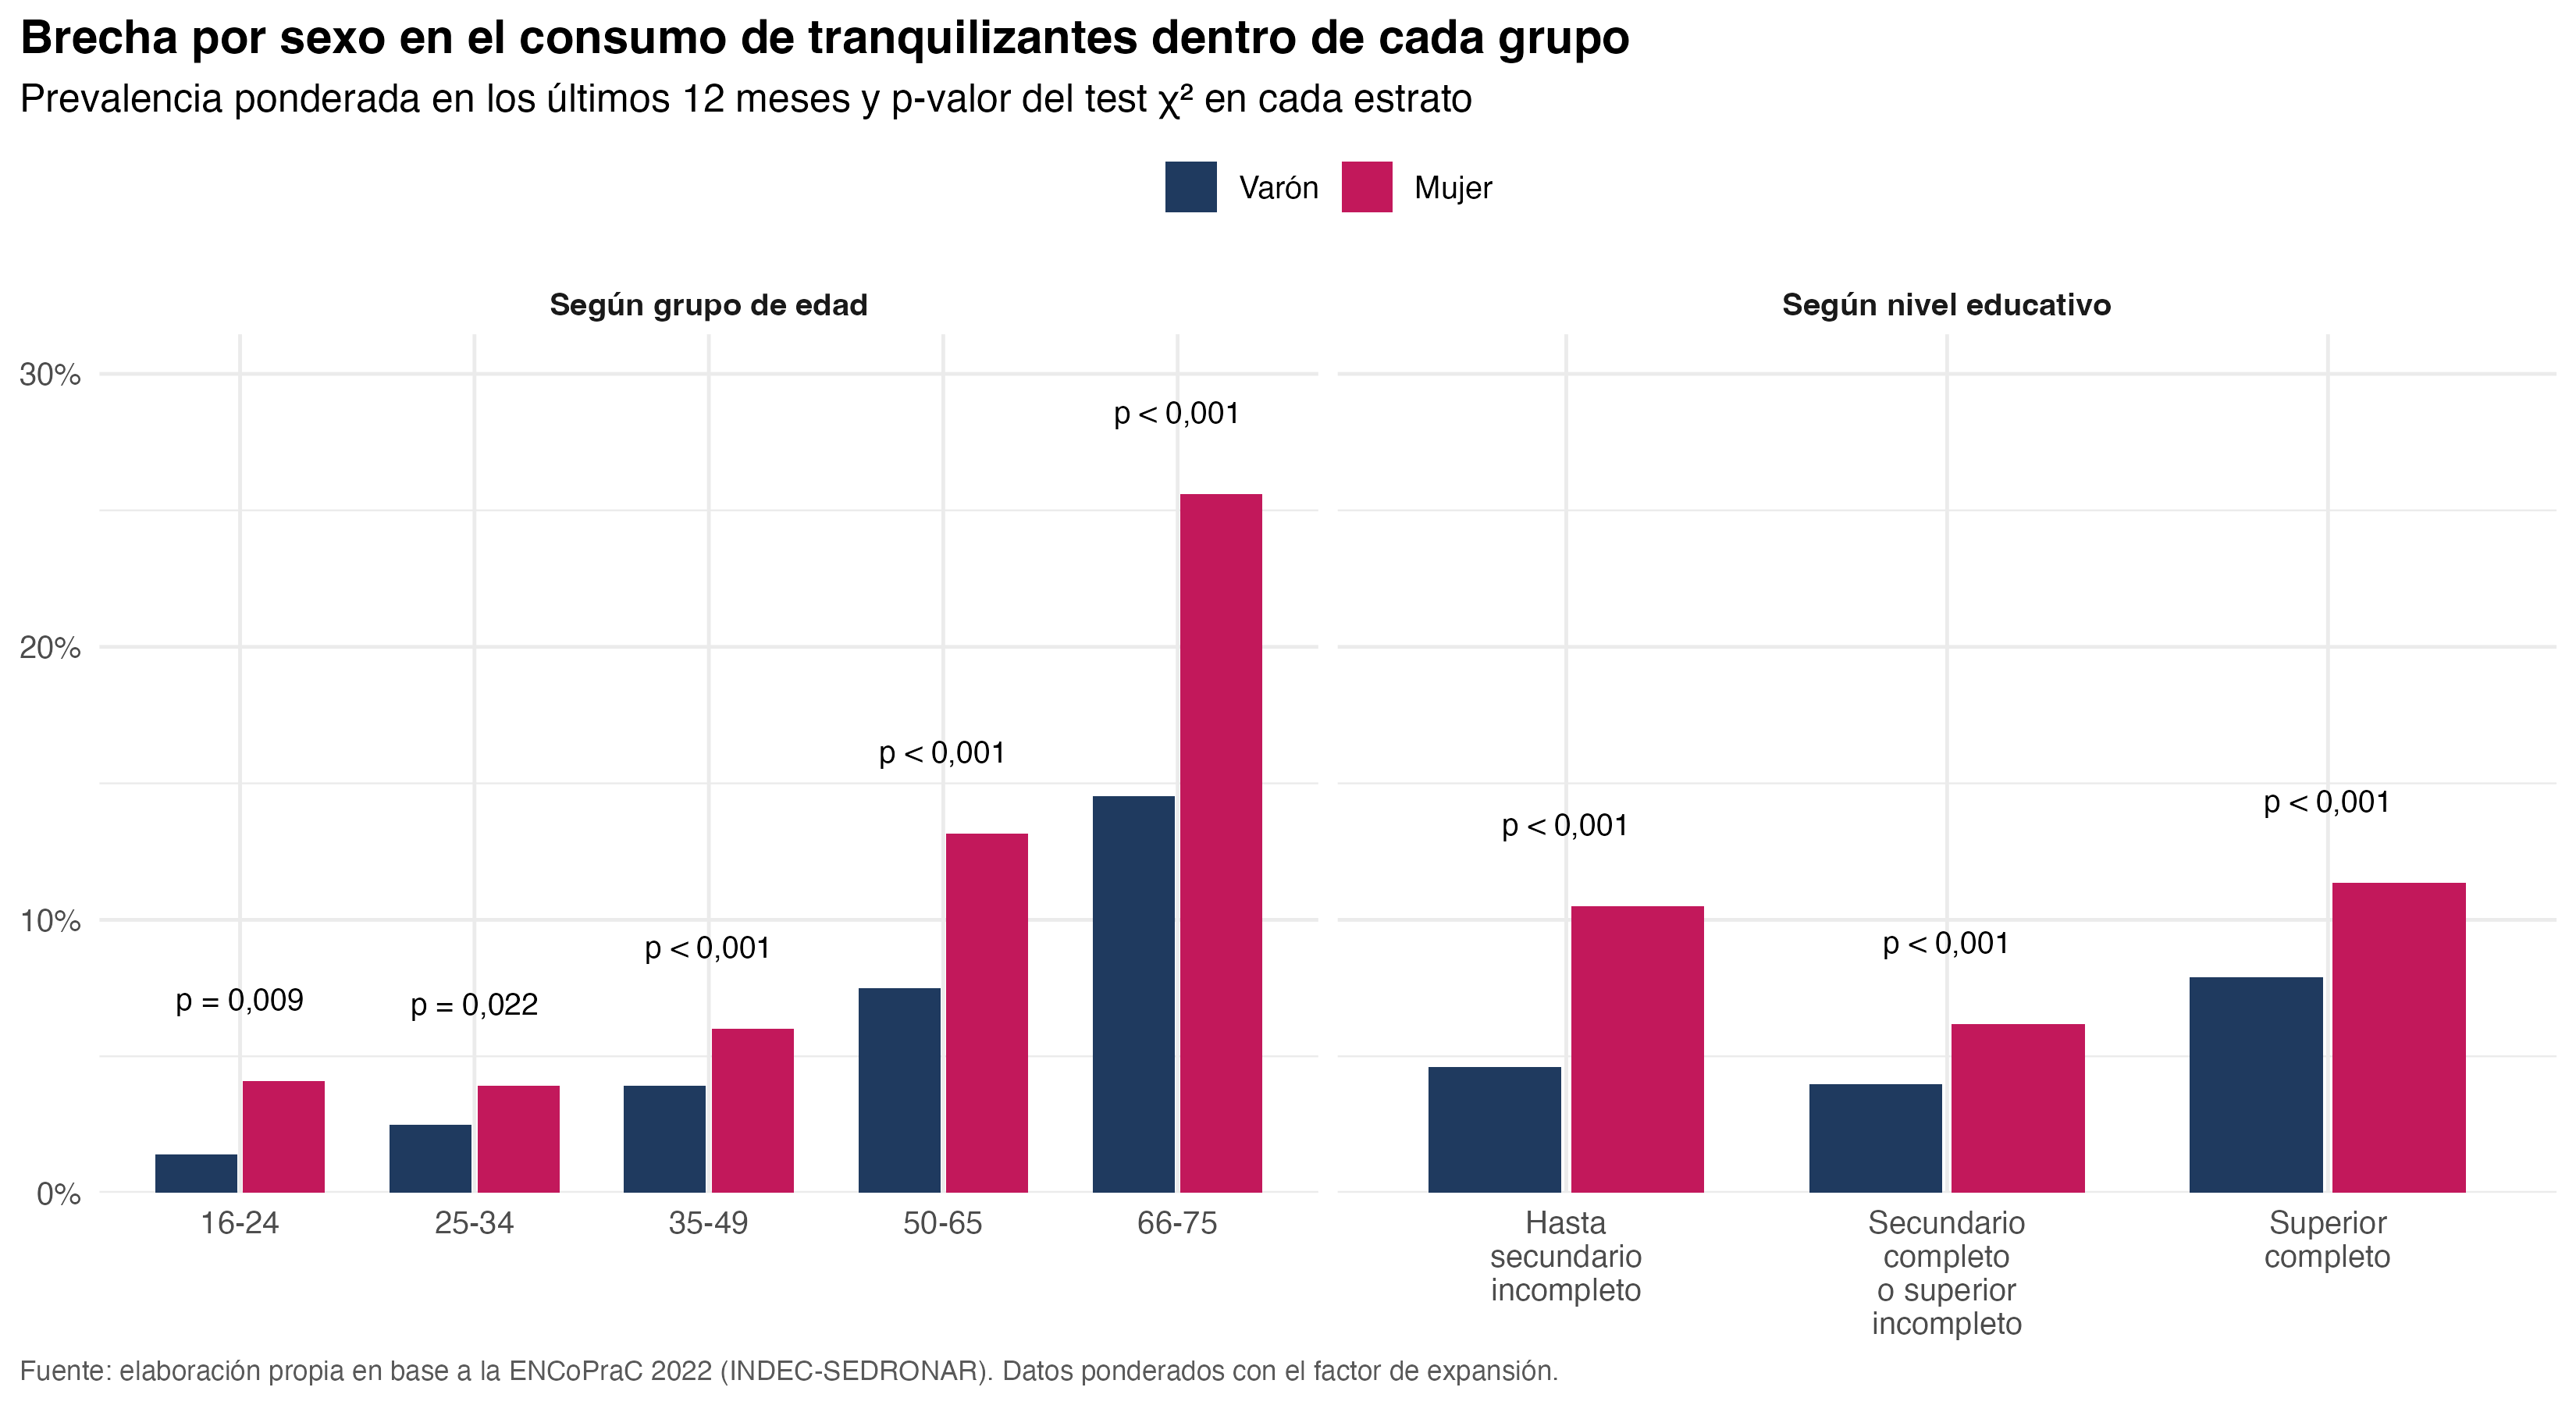 Brecha por sexo en el consumo de tranquilizantes dentro de cada grupo
Prevalencia ponderada en los últimos 12 meses y p-valor del test χ² en cada estrato
Varón
Mujer
Según grupo de edad
30%
20%
10%
0%
p = 0,009
p = 0,022
p < 0,001
p < 0,001
p < 0,001
16-24
25-34
35-49
50-65
66-75
Según nivel educativo
p < 0,001
p < 0,001
p < 0,001
Hasta
secundario
incompleto
Secundario
completo
o superior
incompleto
Superior
completo
Fuente: elaboración propia en base a la ENCoPraC 2022 (INDEC-SEDRONAR). Datos ponderados con el factor de expansión.